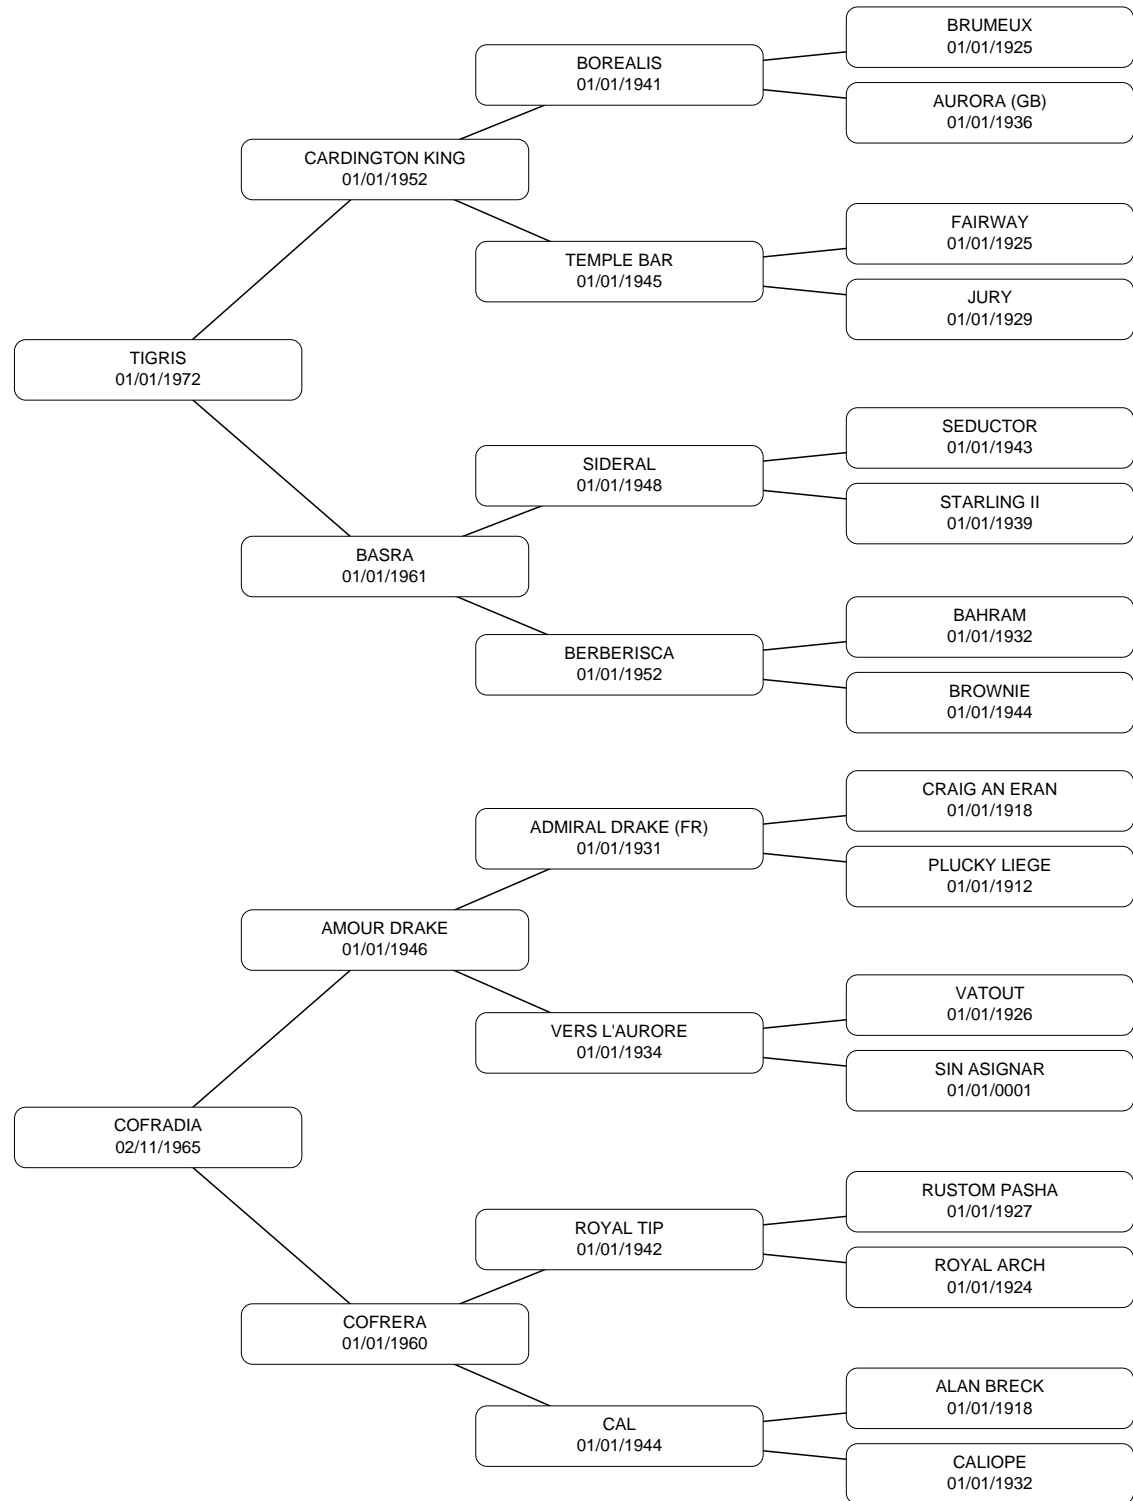 BRUMEUX
01/01/1925
BOREALIS
01/01/1941
AURORA (GB)
01/01/1936
CARDINGTON KING
01/01/1952
FAIRWAY
01/01/1925
TEMPLE BAR
01/01/1945
JURY
01/01/1929
TIGRIS
01/01/1972
SEDUCTOR
01/01/1943
SIDERAL
01/01/1948
STARLING II
01/01/1939
BASRA
01/01/1961
BAHRAM
01/01/1932
BERBERISCA
01/01/1952
BROWNIE
01/01/1944
CRAIG AN ERAN
01/01/1918
ADMIRAL DRAKE (FR)
01/01/1931
PLUCKY LIEGE
01/01/1912
AMOUR DRAKE
01/01/1946
VATOUT
01/01/1926
VERS L'AURORE
01/01/1934
SIN ASIGNAR
01/01/0001
COFRADIA
02/11/1965
RUSTOM PASHA
01/01/1927
ROYAL TIP
01/01/1942
ROYAL ARCH
01/01/1924
COFRERA
01/01/1960
ALAN BRECK
01/01/1918
CAL
01/01/1944
CALIOPE
01/01/1932